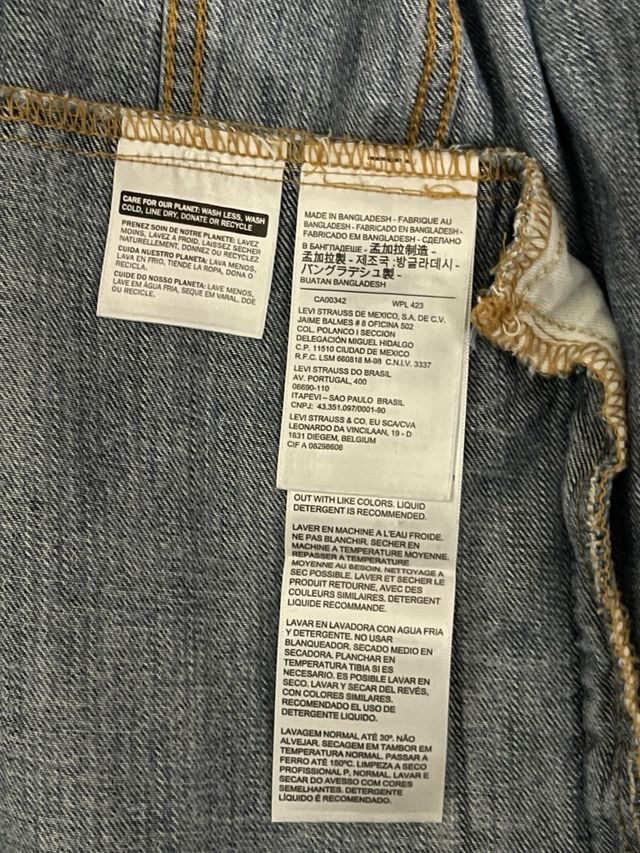 CARE FOR OUR PLANET: WASH LESS, WASH
COLD, LINE DRY, DONATE OR RECYCLE
PRENEZ SOIN DE NOTRE PLANETE: LAVEZ
MOINS, LAVEZ A FROID, LAISSEZ SECHER
NATURELLEMENT, DONNEZ OU RECYCLEZ
CUIDA NUESTRO PLANETA: LAVA MENOS,
LAVA EN FRIO, TIENDE LA ROPA, DONA O
RECICLA.
CUIDE DO NOSSO PLANETA: LAVE MENOS,
LAVE EM ÁGUA FRIA, SEQUE EM VARAL, DOE
OU RECICLE.
MADE IN BANGLADESH - FABRIQUE AU
BANGLADESH - FABRICADO EN BANGLADESH -
FABRICADO EM BANGLADESH - СДЕЛАНО
В БАНГЛАДЕШЕ - 孟加拉制造 -
孟加拉製 - 제조국 :방글라데시 -
バングラデシュ製 -
BUATAN BANGLADESH
CA00342 WPL 423
LEVI STRAUSS DE MEXICO, S.A. DE C.V.
JAIME BALMES # 8 OFICINA 502
COL, POLANCO I SECCION
DELEGACIÓN MIGUEL HIDALGO
C.P. 11510 CIUDAD DE MEXICO
R.F.C. LSM 660818 M-98 C.N.I.V. 3337
LEVI STRAUSS DO BRASIL
AV. PORTUGAL, 400
06690-110
ITAPEVI – SAO PAULO BRASIL
CNPJ: 43.351.097/0001-90
LEVI STRAUSS & CO. EU SCA/CVA
LEONARDO DA VINCILAAN, 19 - D
1831 DIEGEM, BELGIUM
CIF A 08298606
OUT WITH LIKE COLORS. LIQUID
DETERGENT IS RECOMMENDED.
LAVER EN MACHINE A L'EAU FROIDE.
NE PAS BLANCHIR. SECHER EN
MACHINE A TEMPERATURE MOYENNE.
REPASSER A TEMPERATURE
MOYENNE AU BESOIN. NETTOYAGE A
SEC POSSIBLE. LAVER ET SECHER LE
PRODUIT RETOURNE, AVEC DES
COULEURS SIMILAIRES. DETERGENT
LIQUIDE RECOMMANDE.
LAVAR EN LAVADORA CON AGUA FRIA
Y DETERGENTE. NO USAR
BLANQUEADOR. SECADO MEDIO EN
SECADORA. PLANCHAR EN
TEMPERATURA TIBIA SI ES
NECESARIO. ES POSIBLE LAVAR EN
SECO. LAVAR Y SECAR DEL REVÉS,
CON COLORES SIMILARES.
RECOMENDADO EL USO DE
DETERGENTE LIQUIDO.
LAVAGEM NORMAL ATÉ 30º. NÃO
ALVEJAR. SECAGEM EM TAMBOR EM
TEMPERATURA NORMAL. PASSAR A
FERRO ATÉ 150ºC. LIMPEZA A SECO
PROFISSIONAL P, NORMAL. LAVAR E
SECAR DO AVESSO COM CORES
SEMELHANTES. DETERGENTE
LÍQUIDO É RECOMENDADO.